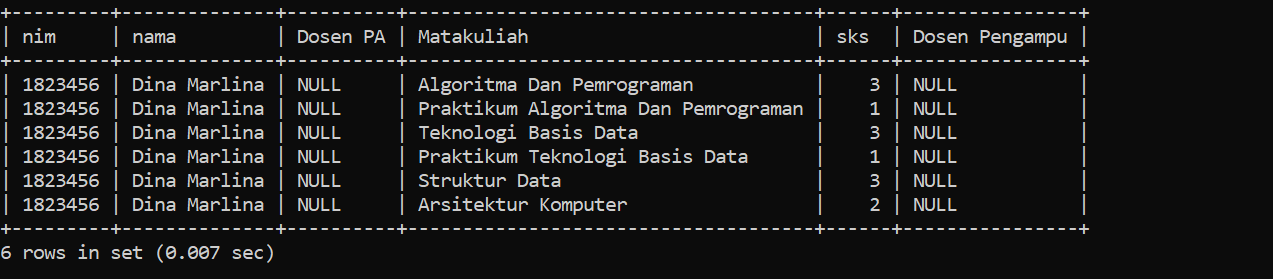 +---------+--------------+----------+--------------------------------------+------+----------------+
| nim     | nama         | Dosen PA | Matakuliah                           | sks  | Dosen Pengampu |
+---------+--------------+----------+--------------------------------------+------+----------------+
| 1823456 | Dina Marlina | NULL     | Algoritma Dan Pemrograman            |    3 | NULL           |
| 1823456 | Dina Marlina | NULL     | Praktikum Algoritma Dan Pemrograman |    1 | NULL           |
| 1823456 | Dina Marlina | NULL     | Teknologi Basis Data                 |    3 | NULL           |
| 1823456 | Dina Marlina | NULL     | Praktikum Teknologi Basis Data       |    1 | NULL           |
| 1823456 | Dina Marlina | NULL     | Struktur Data                        |    3 | NULL           |
| 1823456 | Dina Marlina | NULL     | Arsitektur Komputer                  |    2 | NULL           |
+---------+--------------+----------+--------------------------------------+------+----------------+
6 rows in set (0.007 sec)